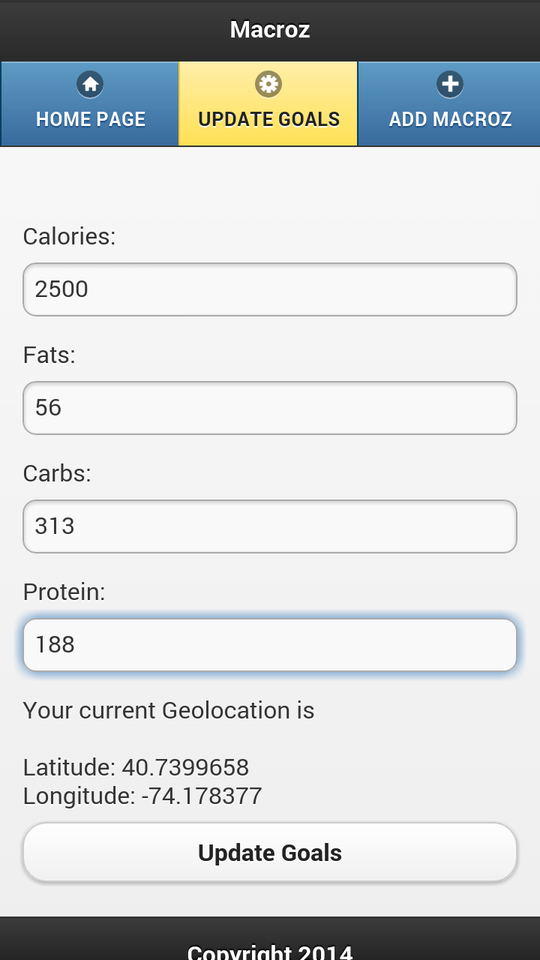 Macroz
HOME PAGE
UPDATE GOALS
ADD MACROZ
Calories:
2500
Fats:
56
Carbs:
313
Protein:
188
Your current Geolocation is
Latitude: 40.7399658
Longitude: -74.178377
Update Goals
Copyright 2014